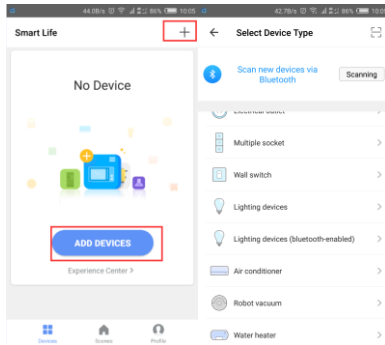 44.0B/s 86% 10:05
Smart Life
No Device
ADD DEVICES
Experience Center >
Devices
Scenes
Profile
42.7B/s 86% 10:05
Select Device Type
Scan new devices via
Bluetooth
Scanning
Electrical outlet
Multiple socket
Wall switch
Lighting devices
Lighting devices (bluetooth-enabled)
Air conditioner
Robot vacuum
Water heater